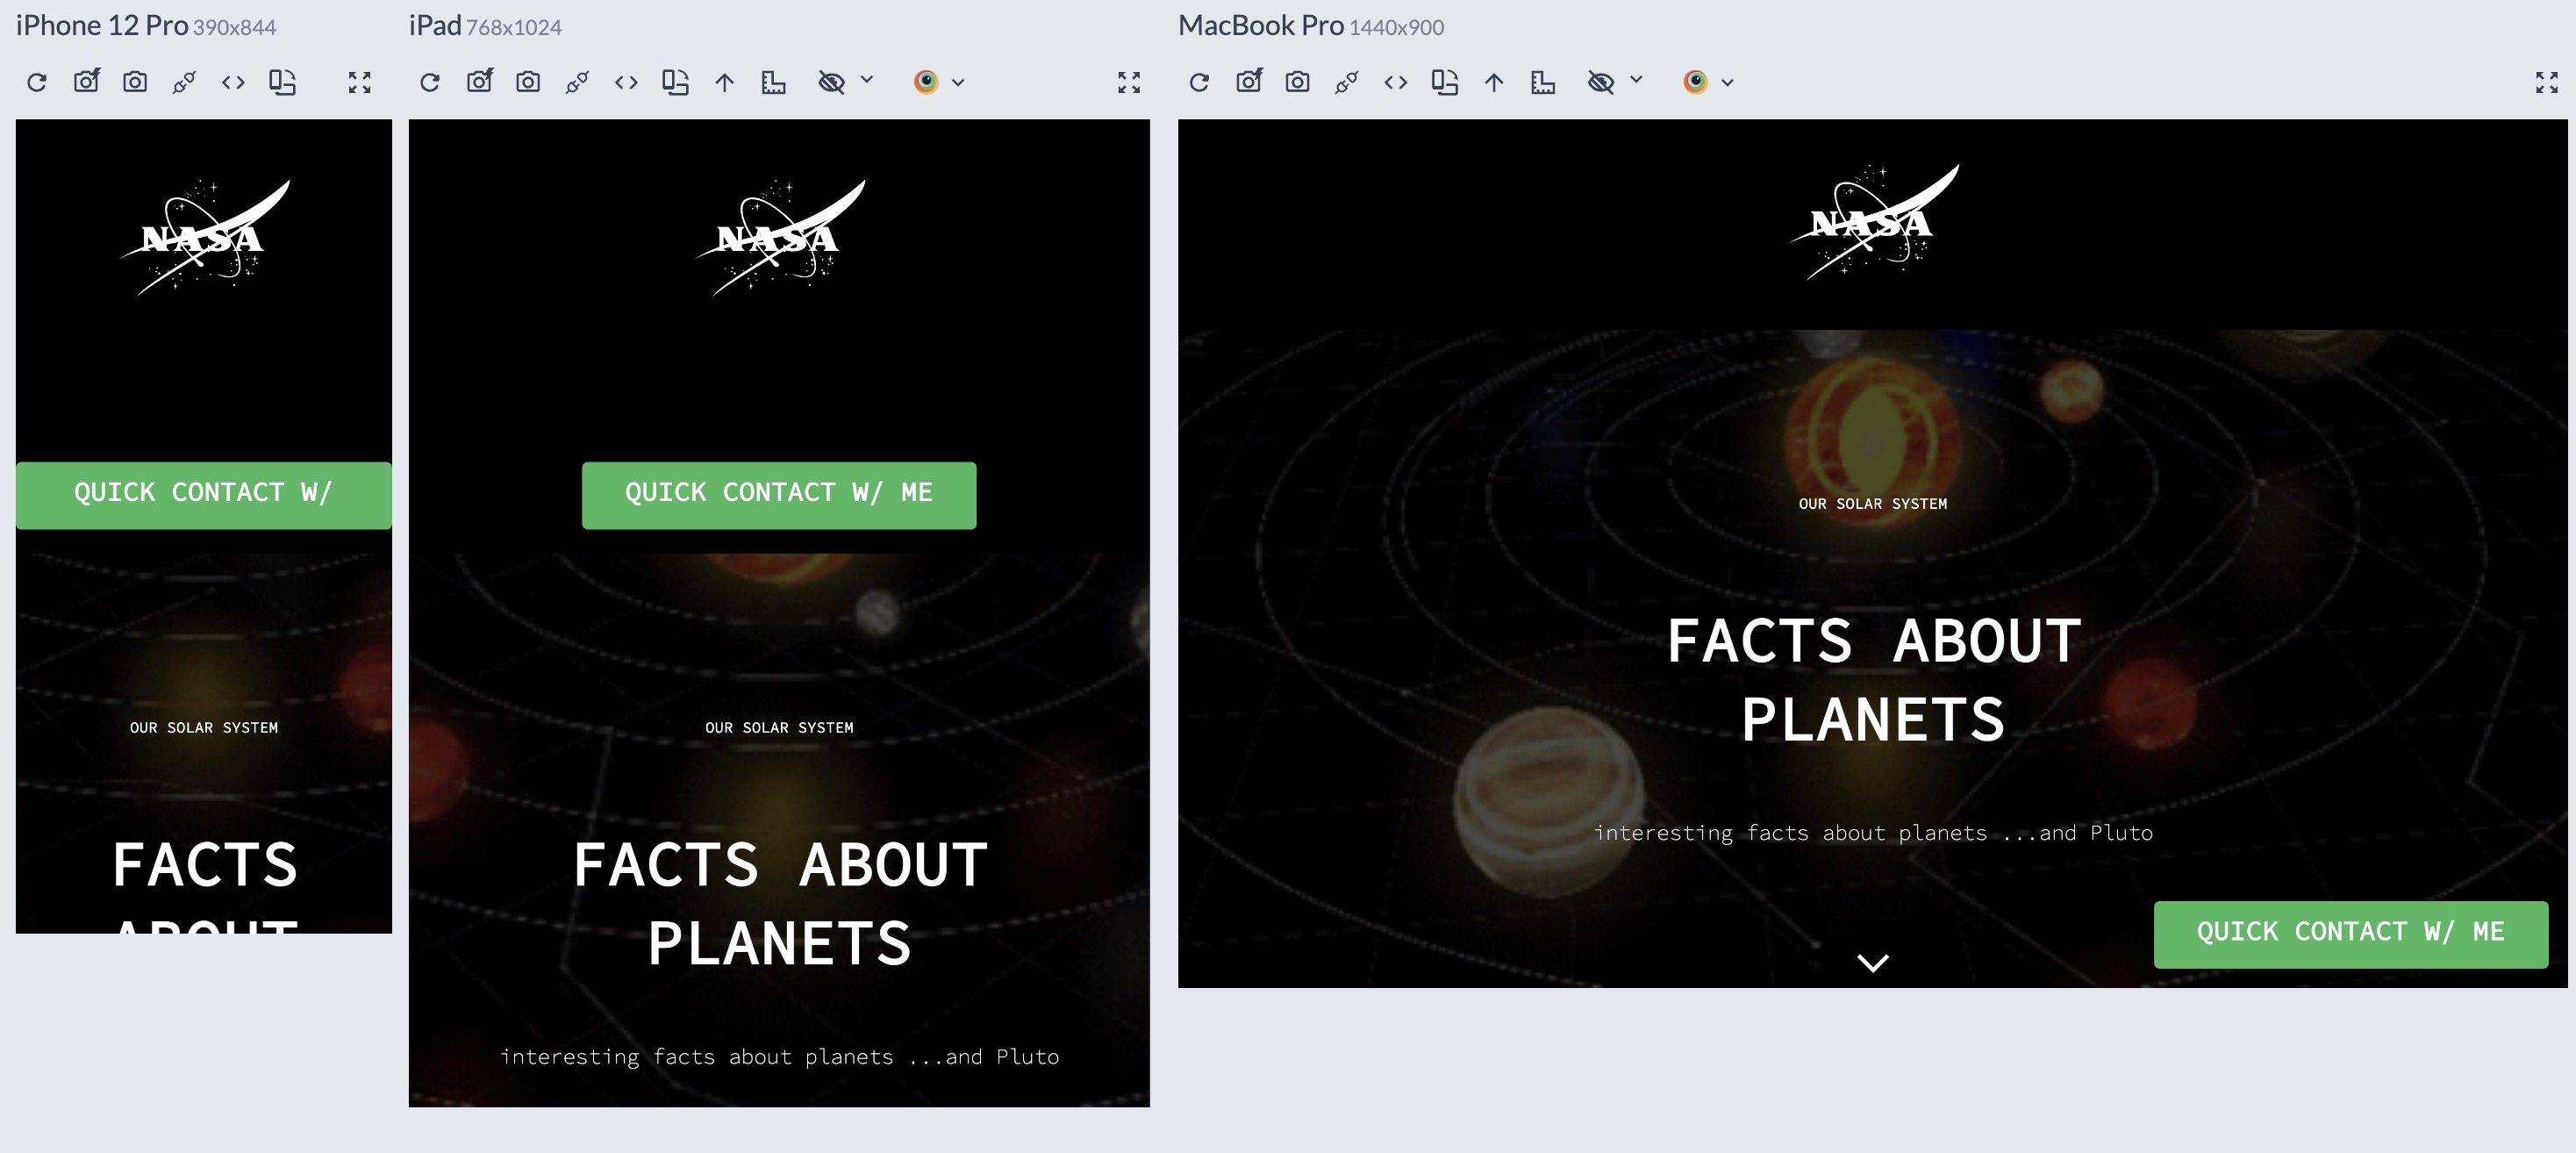 iPhone 12 Pro 390x844
NASA
QUICK CONTACT W/
OUR SOLAR SYSTEM
FACTS
ABOUT
iPad 768x1024
NASA
QUICK CONTACT W/ ME
OUR SOLAR SYSTEM
FACTS ABOUT
PLANETS
interesting facts about planets ...and Pluto
MacBook Pro 1440x900
NASA
OUR SOLAR SYSTEM
FACTS ABOUT
PLANETS
interesting facts about planets ...and Pluto
QUICK CONTACT W/ ME